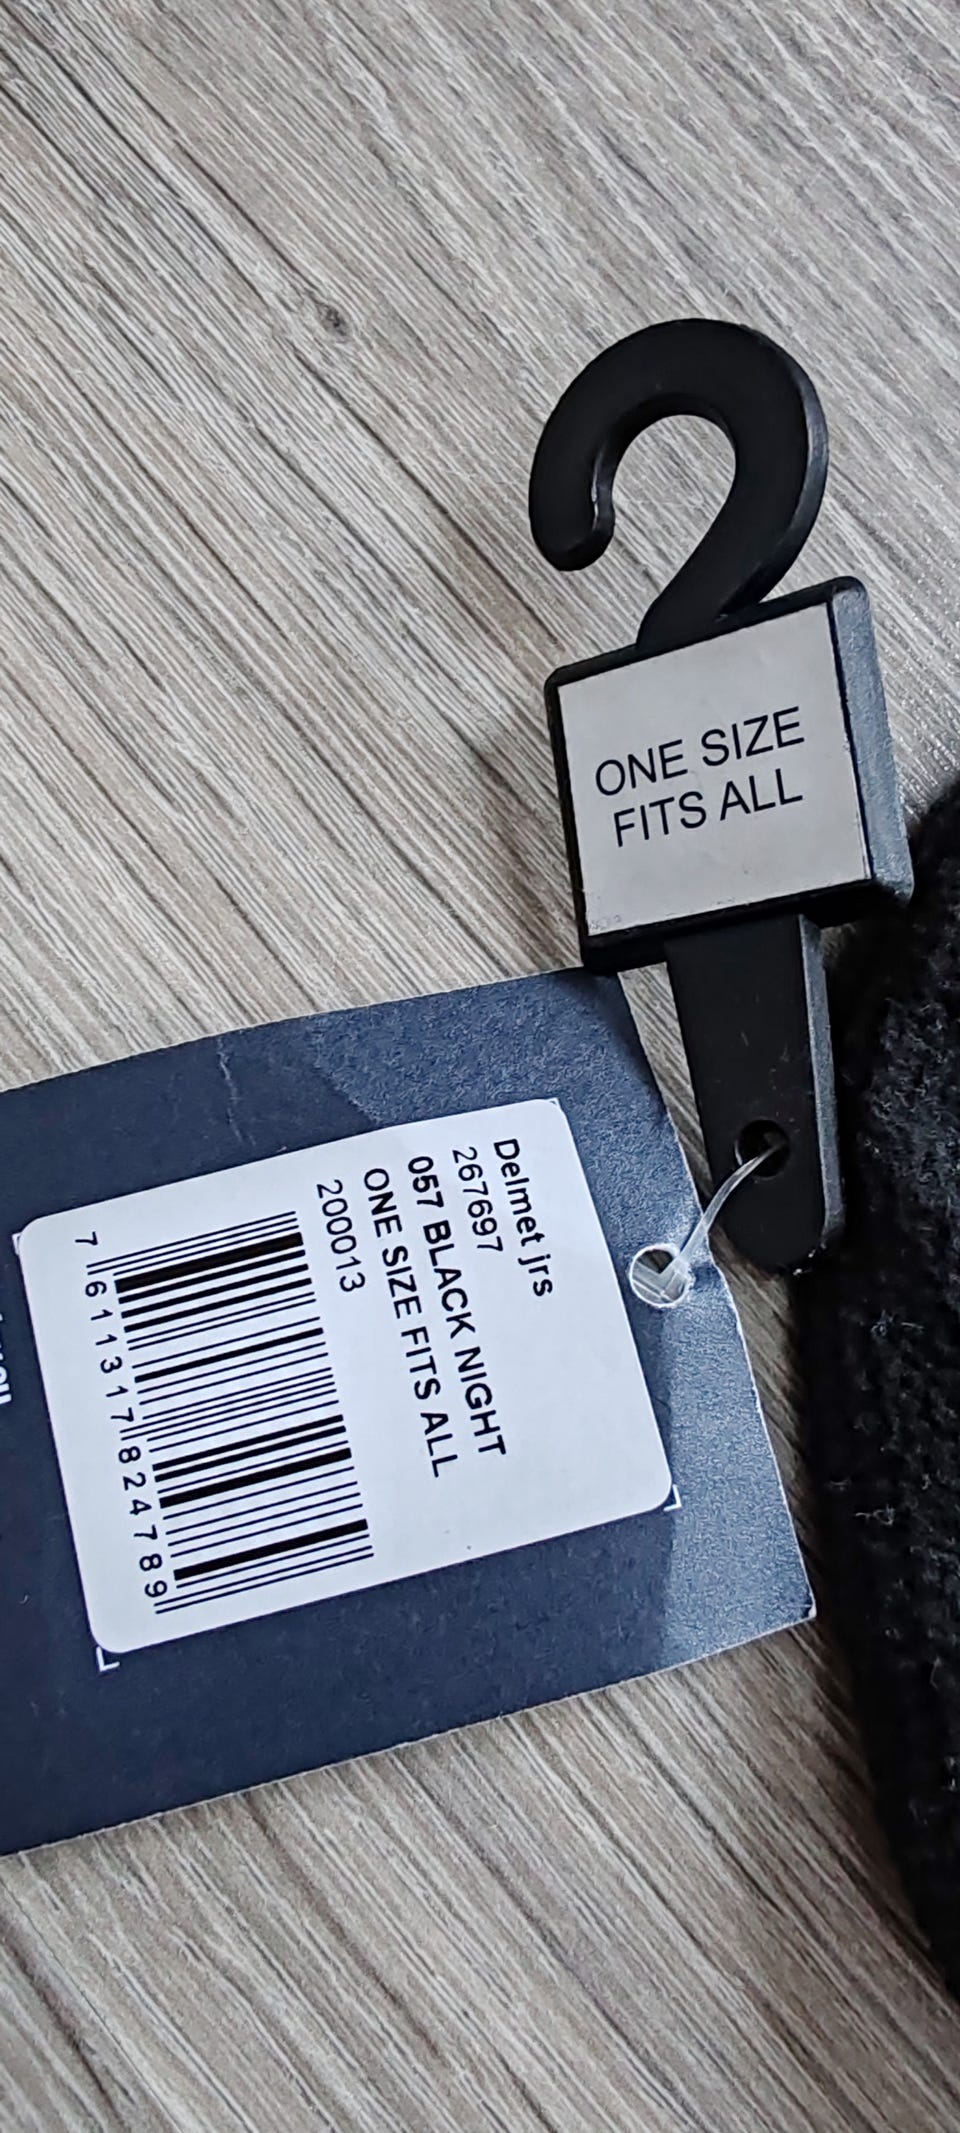 ONE SIZE
FITS ALL
Delmet jrs
267697
057 BLACK NIGHT
ONE SIZE FITS ALL
200013
7 611317 824789